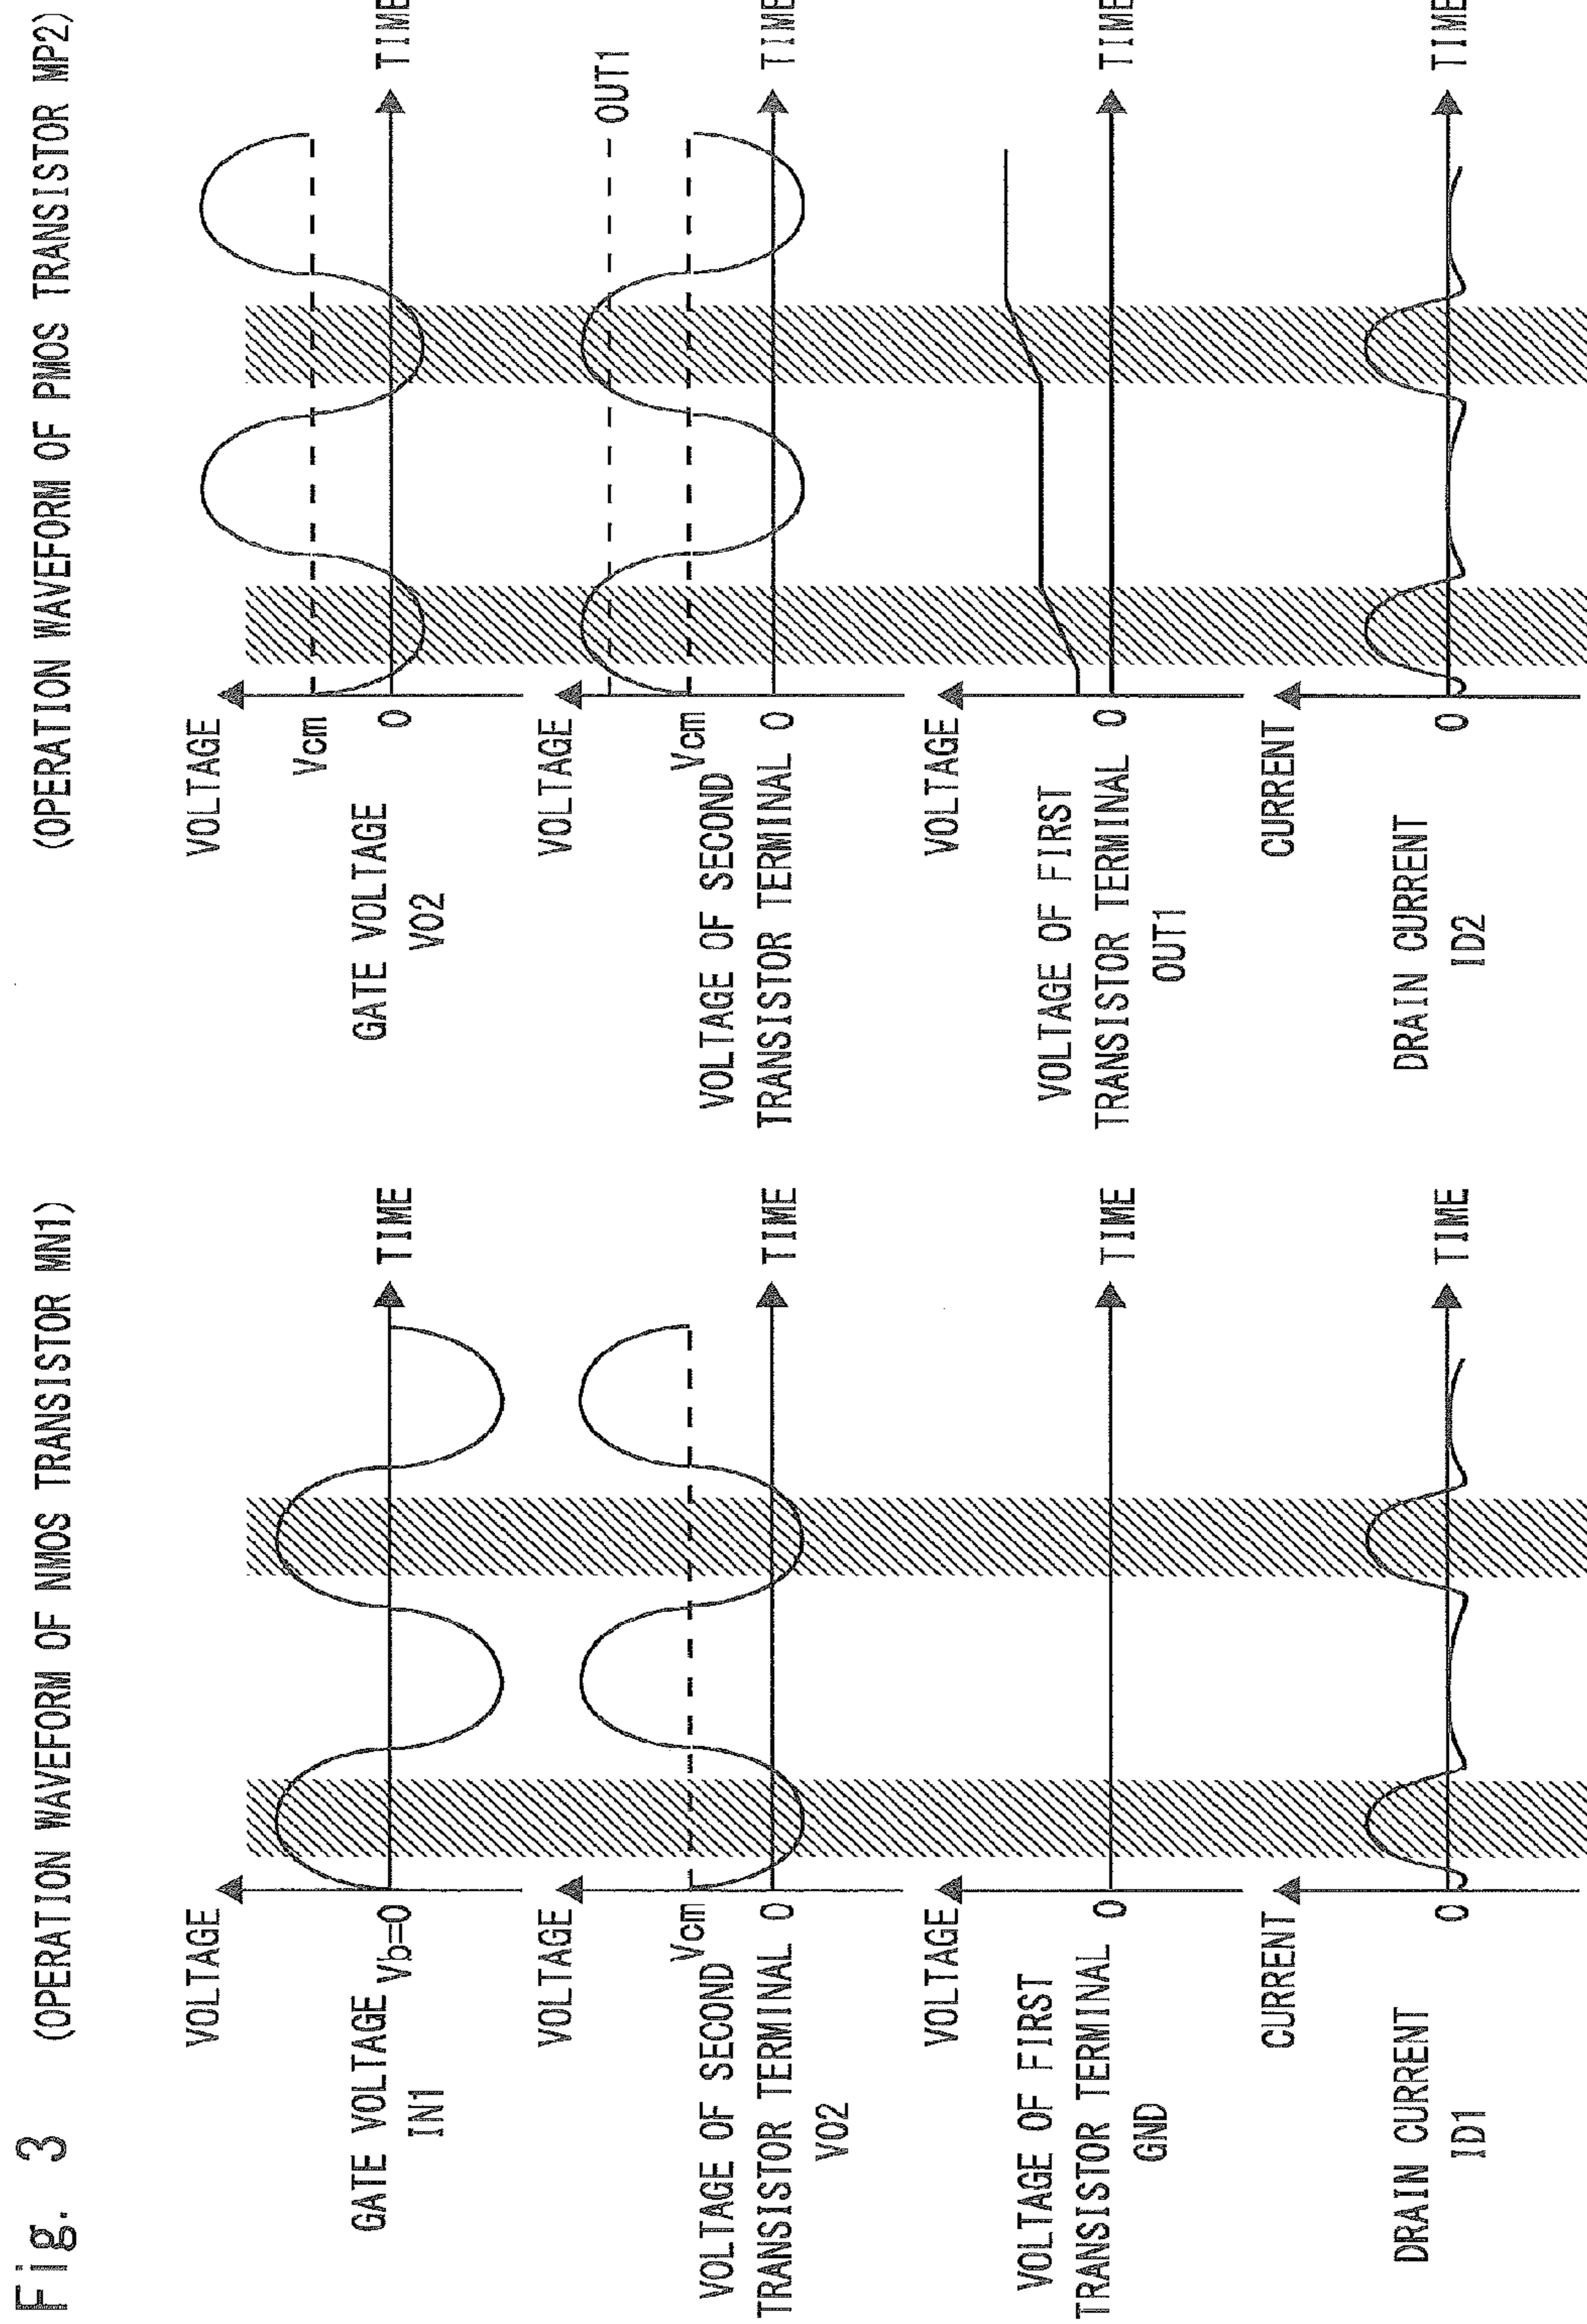 Fig. 3
(OPERATION WAVEFORM OF NMOS TRANSISTOR MN1)
VOLTAGE
Vb=0
GATE VOLTAGE
IN1
TIME
VOLTAGE
Vcm
VOLTAGE OF SECOND
TRANSISTOR TERMINAL
0
VO2
TIME
VOLTAGE
VOLTAGE OF FIRST
TRANSISTOR TERMINAL
0
GND
TIME
CURRENT
DRAIN CURRENT
0
ID1
TIME
(OPERATION WAVEFORM OF PMOS TRANSISTOR MP2)
VOLTAGE
Vcm
GATE VOLTAGE
0
VO2
TIME
VOLTAGE
OUT1
Vcm
VOLTAGE OF SECOND
TRANSISTOR TERMINAL
0
TIME
VOLTAGE
VOLTAGE OF FIRST
TRANSISTOR TERMINAL
0
OUT1
TIME
CURRENT
DRAIN CURRENT
0
ID2
TIME